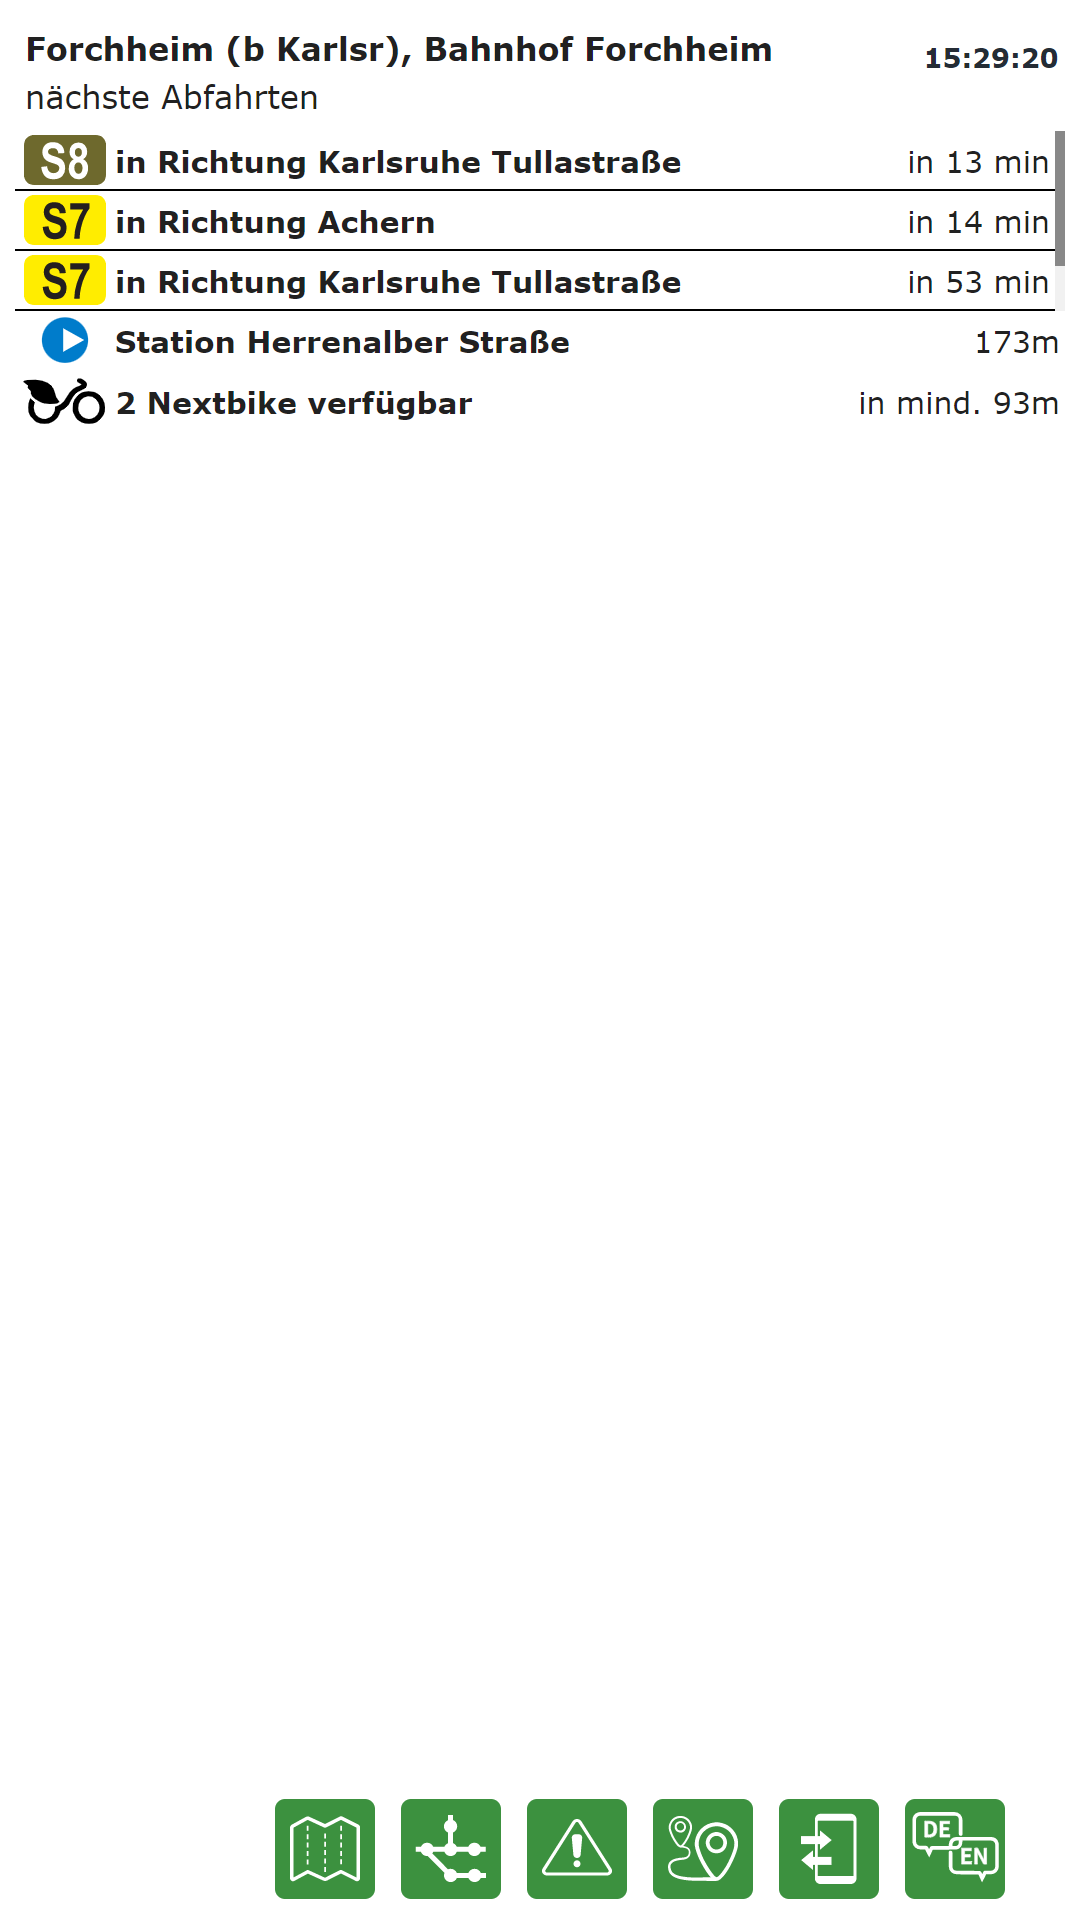 Forchheim (b Karlsr), Bahnhof Forchheim
15:29:20
nächste Abfahrten
S8 in Richtung Karlsruhe Tullastraße in 13 min
S7 in Richtung Achern in 14 min
S7 in Richtung Karlsruhe Tullastraße in 53 min
Station Herrenalber Straße 173m
2 Nextbike verfügbar in mind. 93m
DE
EN